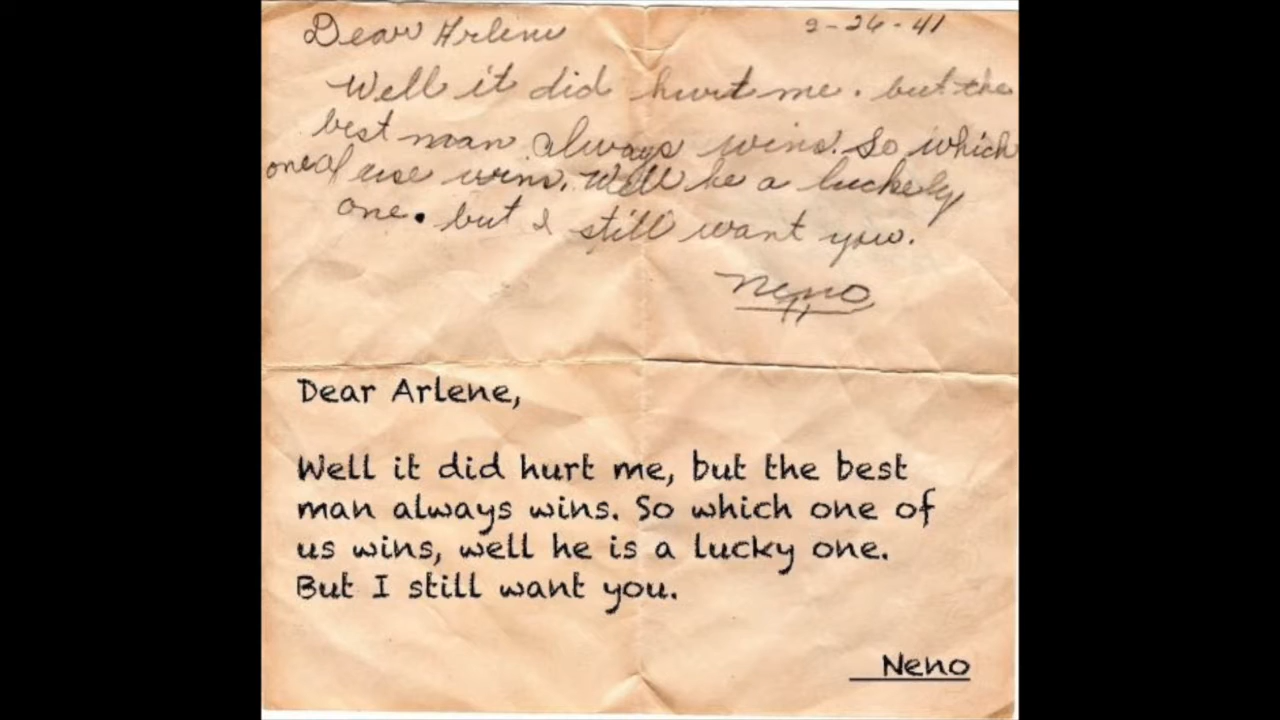 Dear Arlene 9-26-41
Well it did hurt me. but the
best man always wins. So which
one of use wins. Well he a luckely
one. but I still want you.
Neno
Dear Arlene,
Well it did hurt me, but the best
man always wins. So which one of
us wins, well he is a lucky one.
But I still want you.
Neno